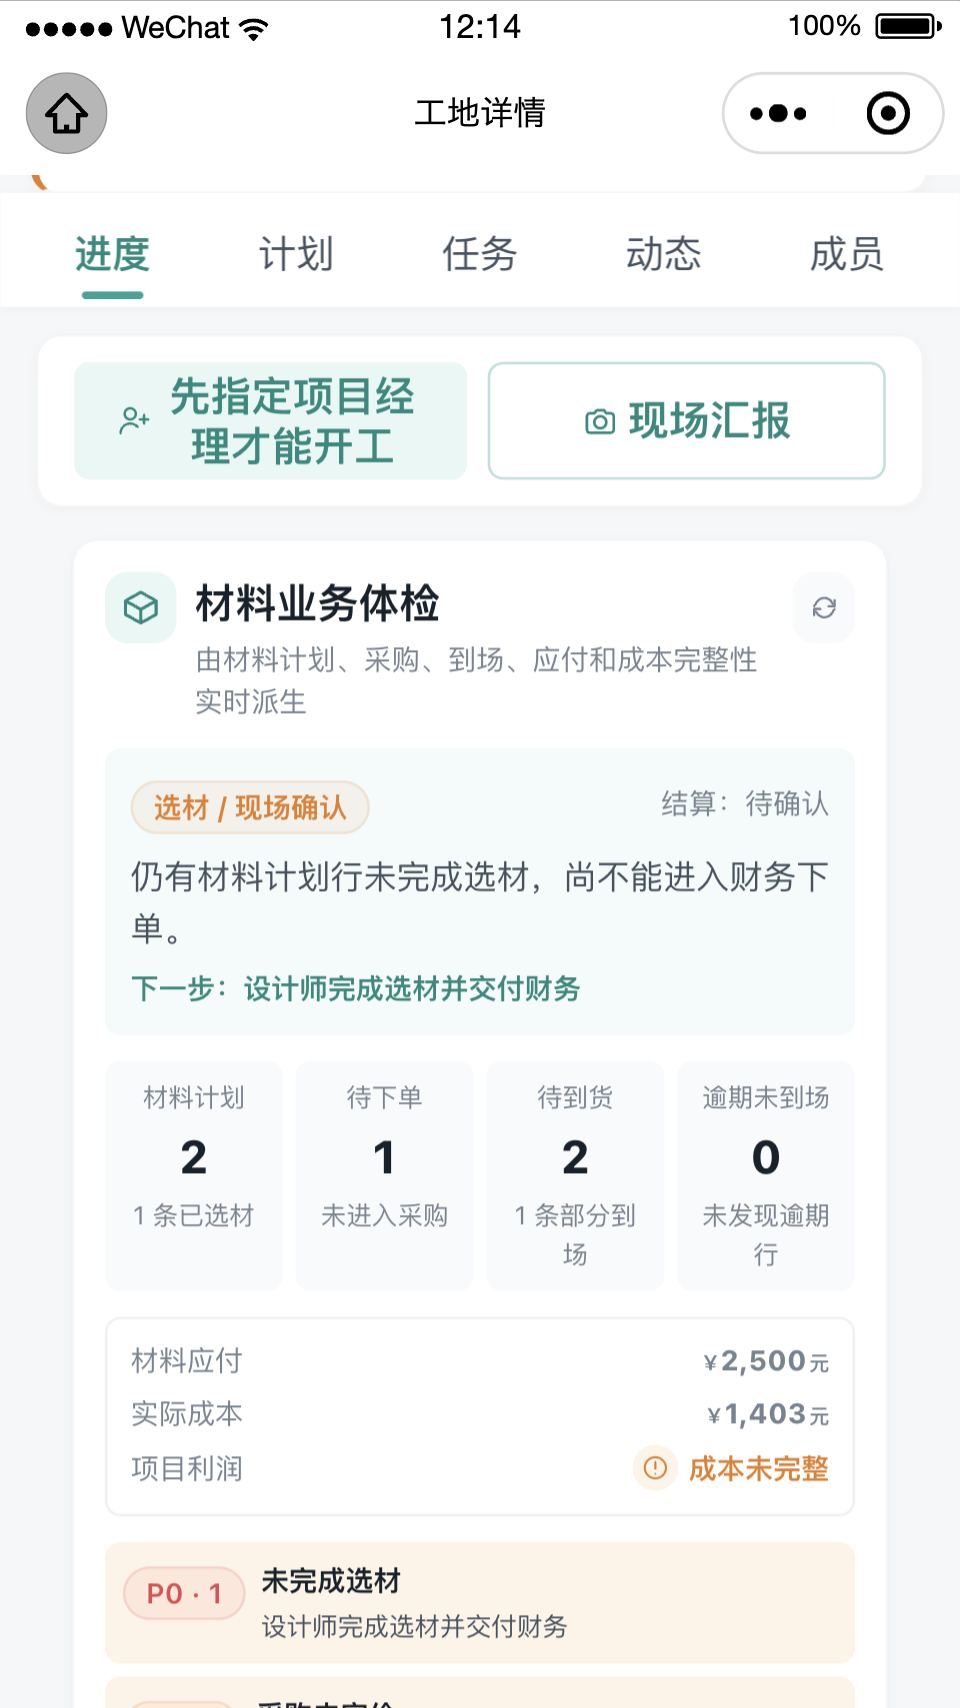 WeChat 12:14 100%
工地详情
进度 计划 任务 动态 成员
先指定项目经
理才能开工
现场汇报
材料业务体检
由材料计划、采购、到场、应付和成本完整性
实时派生
选材 / 现场确认
结算：待确认
仍有材料计划行未完成选材，尚不能进入财务下
单。
下一步：设计师完成选材并交付财务
材料计划 待下单 待到货 逾期未到场
2 1 2 0
1 条已选材 未进入采购 1 条部分到 未发现逾期
场 行
材料应付 ¥2,500元
实际成本 ¥1,403元
项目利润 成本未完整
P0 · 1
未完成选材
设计师完成选材并交付财务